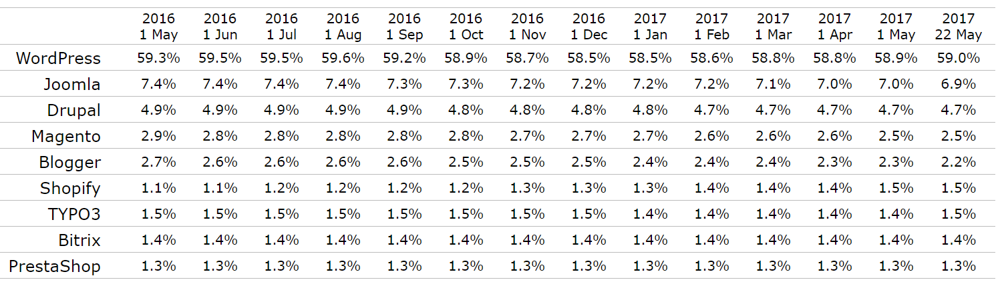 2016 2016 2016 2016 2016 2016 2016 2016 2017 2017 2017 2017 2017 2017
1 May 1 Jun 1 Jul 1 Aug 1 Sep 1 Oct 1 Nov 1 Dec 1 Jan 1 Feb 1 Mar 1 Apr 1 May 22 May
WordPress 59.3% 59.5% 59.5% 59.6% 59.2% 58.9% 58.7% 58.5% 58.5% 58.6% 58.8% 58.8% 58.9% 59.0%
Joomla 7.4% 7.4% 7.4% 7.4% 7.3% 7.3% 7.2% 7.2% 7.2% 7.2% 7.1% 7.0% 7.0% 6.9%
Drupal 4.9% 4.9% 4.9% 4.9% 4.9% 4.8% 4.8% 4.8% 4.8% 4.7% 4.7% 4.7% 4.7% 4.7%
Magento 2.9% 2.8% 2.8% 2.8% 2.8% 2.8% 2.7% 2.7% 2.7% 2.6% 2.6% 2.6% 2.5% 2.5%
Blogger 2.7% 2.6% 2.6% 2.6% 2.6% 2.5% 2.5% 2.5% 2.4% 2.4% 2.4% 2.3% 2.3% 2.2%
Shopify 1.1% 1.1% 1.2% 1.2% 1.2% 1.2% 1.3% 1.3% 1.3% 1.4% 1.4% 1.4% 1.5% 1.5%
TYPO3 1.5% 1.5% 1.5% 1.5% 1.5% 1.5% 1.5% 1.5% 1.4% 1.4% 1.4% 1.4% 1.4% 1.5%
Bitrix 1.4% 1.4% 1.4% 1.4% 1.4% 1.4% 1.4% 1.4% 1.4% 1.4% 1.4% 1.4% 1.4% 1.4%
PrestaShop 1.3% 1.3% 1.3% 1.3% 1.3% 1.3% 1.3% 1.3% 1.3% 1.3% 1.3% 1.3% 1.3% 1.3%